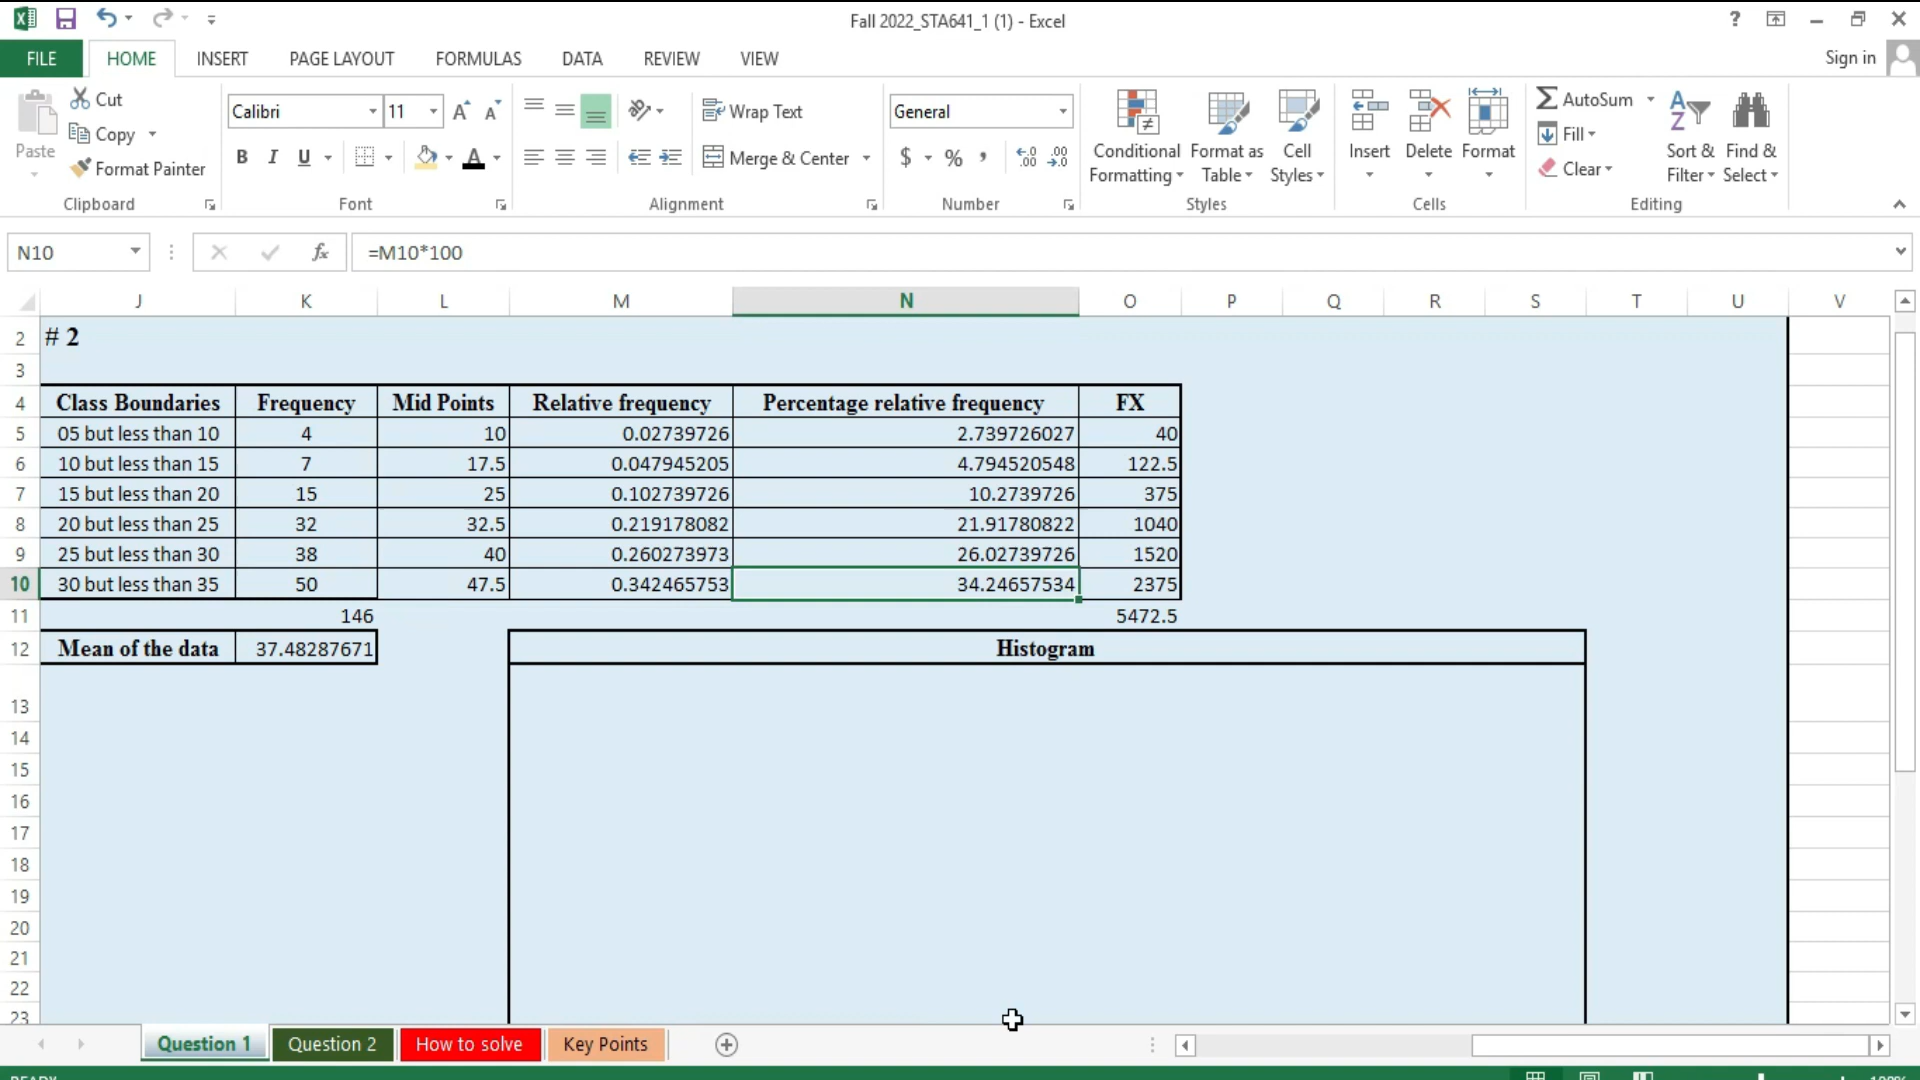 Fall 2022_STA641_1 (1) - Excel
FILE HOME INSERT PAGE LAYOUT FORMULAS DATA REVIEW VIEW Sign in
Paste
Cut
Copy
Format Painter
Clipboard
Calibri 11
B I U
A
Font
Wrap Text
Merge & Center
Alignment
General
$ % ,
Number
Conditional Formatting
Format as Table
Cell Styles
Styles
Insert Delete Format
Cells
AutoSum
Fill
Clear
Sort & Filter
Find & Select
Editing
N10 fx =M10*100
J K L M N O P Q R S T U V
2 # 2
3
4 Class Boundaries Frequency Mid Points Relative frequency Percentage relative frequency FX
5 05 but less than 10 4 10 0.02739726 2.739726027 40
6 10 but less than 15 7 17.5 0.047945205 4.794520548 122.5
7 15 but less than 20 15 25 0.102739726 10.2739726 375
8 20 but less than 25 32 32.5 0.219178082 21.91780822 1040
9 25 but less than 30 38 40 0.260273973 26.02739726 1520
10 30 but less than 35 50 47.5 0.342465753 34.24657534 2375
11 146 5472.5
12 Mean of the data 37.48287671 Histogram
13
14
15
16
17
18
19
20
21
22
23
Question 1 Question 2 How to solve Key Points